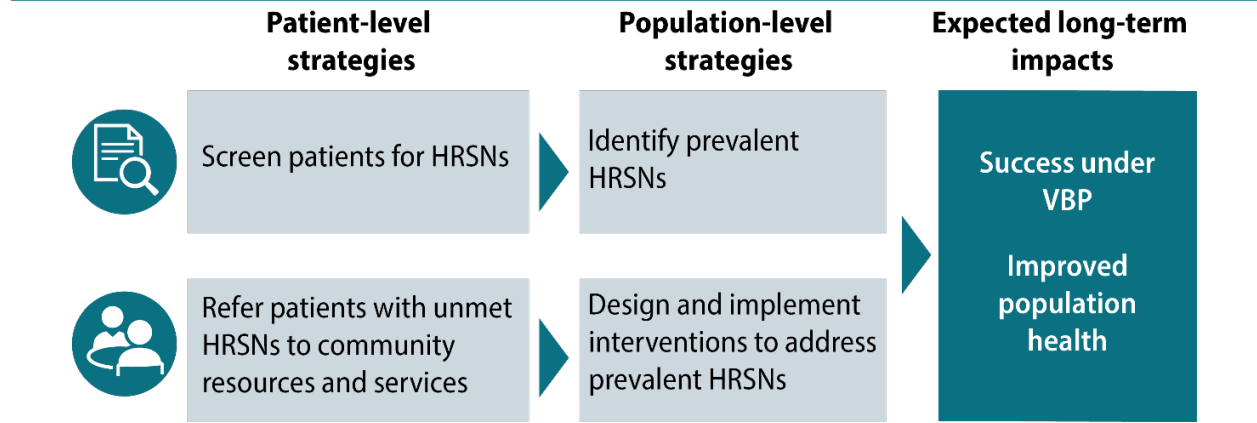 Patient-level
strategies
Population-level
strategies
Expected long-term
impacts
Screen patients for HRSNs
Identify prevalent
HRSNs
Refer patients with unmet
HRSNs to community
resources and services
Design and implement
interventions to address
prevalent HRSNs
Success under
VBP
Improved
population
health